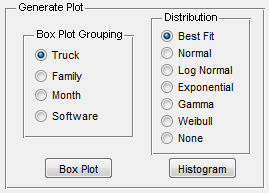 Generate Plot
Box Plot Grouping
Truck
Family
Month
Software
Box Plot
Distribution
Best Fit
Normal
Log Normal
Exponential
Gamma
Weibull
None
Histogram